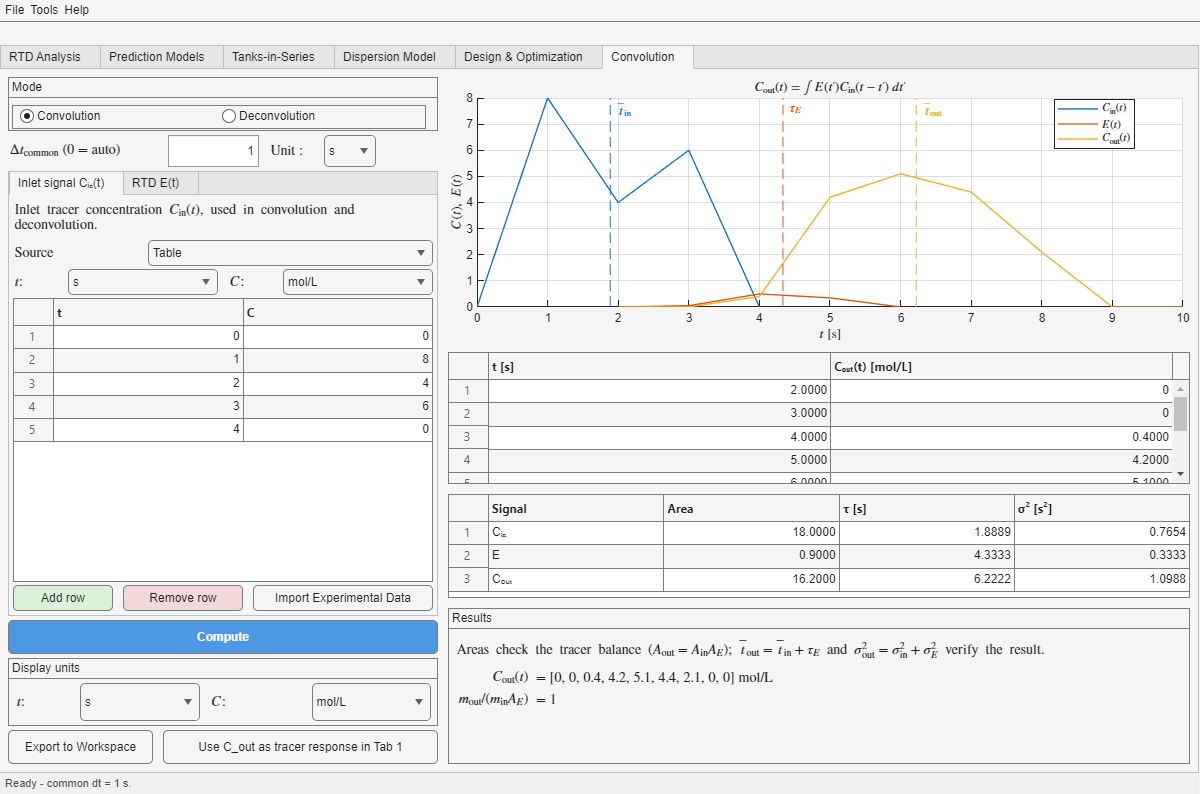 File Tools Help
RTD Analysis Prediction Models Tanks-in-Series Dispersion Model Design & Optimization Convolution
Mode
Convolution Deconvolution
Δtcommon (0 = auto) 1 Unit : s
Inlet signal Cᵢₙ(t) RTD E(t)
Inlet tracer concentration Cin(t), used in convolution and
deconvolution.
Source Table
t: s C: mol/L
t C
1 0 0
2 1 8
3 2 4
4 3 6
5 4 0
Add row Remove row Import Experimental Data
Compute
Display units
t: s C: mol/L
Export to Workspace Use C_out as tracer response in Tab 1
Cout(t) = ∫ E(t′)Cin(t − t′) dt′
C(t), E(t)
8
7
6
5
4
3
2
1
0
t̄in τE t̄out
Cin(t)
E(t)
Cout(t)
0 1 2 3 4 5 6 7 8 9 10
t [s]
t [s] Cₒᵤₜ(t) [mol/L]
1 2.0000 0
2 3.0000 0
3 4.0000 0.4000
4 5.0000 4.2000
5 6.0000 5.1000
Signal Area τ [s] σ² [s²]
1 Cᵢₙ 18.0000 1.8889 0.7654
2 E 0.9000 4.3333 0.3333
3 Cₒᵤₜ 16.2000 6.2222 1.0988
Results
Areas check the tracer balance (Aout = AinAE); t̄out = t̄in + τE and σ²out = σ²in + σ²E verify the result.
Cout(t) = [0, 0, 0.4, 4.2, 5.1, 4.4, 2.1, 0, 0] mol/L
mout/(minAE) = 1
Ready - common dt = 1 s.